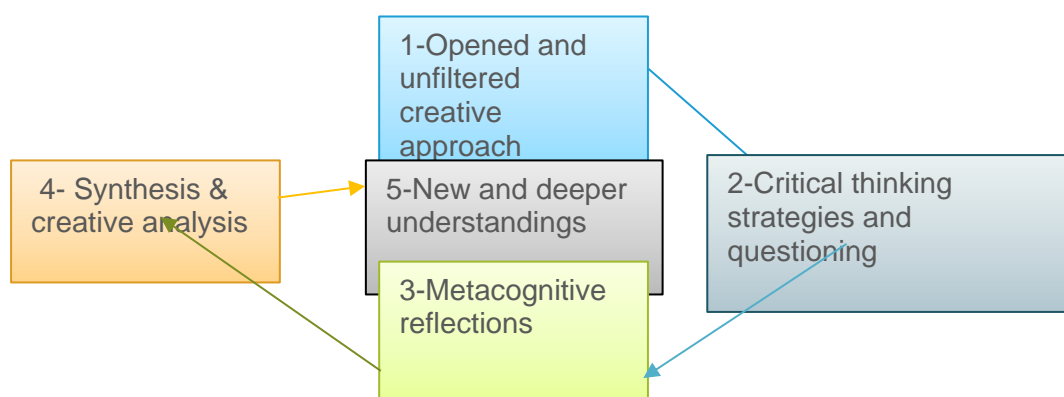 1-Opened and
unfiltered
creative
approach
2-Critical thinking
strategies and
questioning
3-Metacognitive
reflections
4- Synthesis &
creative analysis
5-New and deeper
understandings